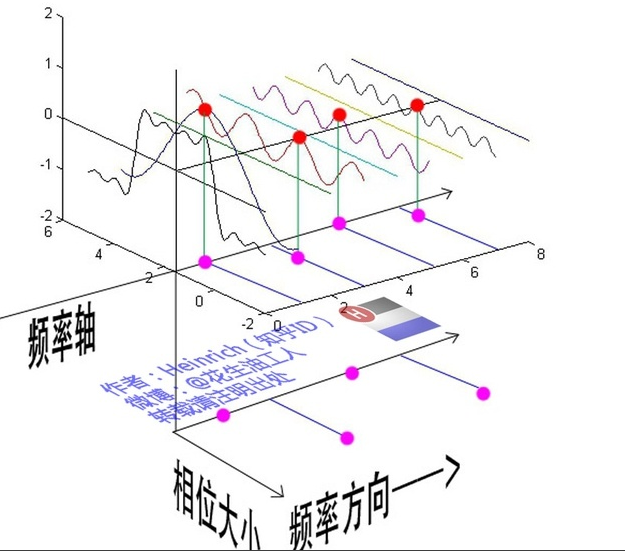 2
1
0
-1
-2
6
4
2
0
-2
0
2
4
6
8
频率轴
H
作者：Heinrich（知乎ID）
微博：@花生油工人
转载请注明出处
相位大小
频率方向